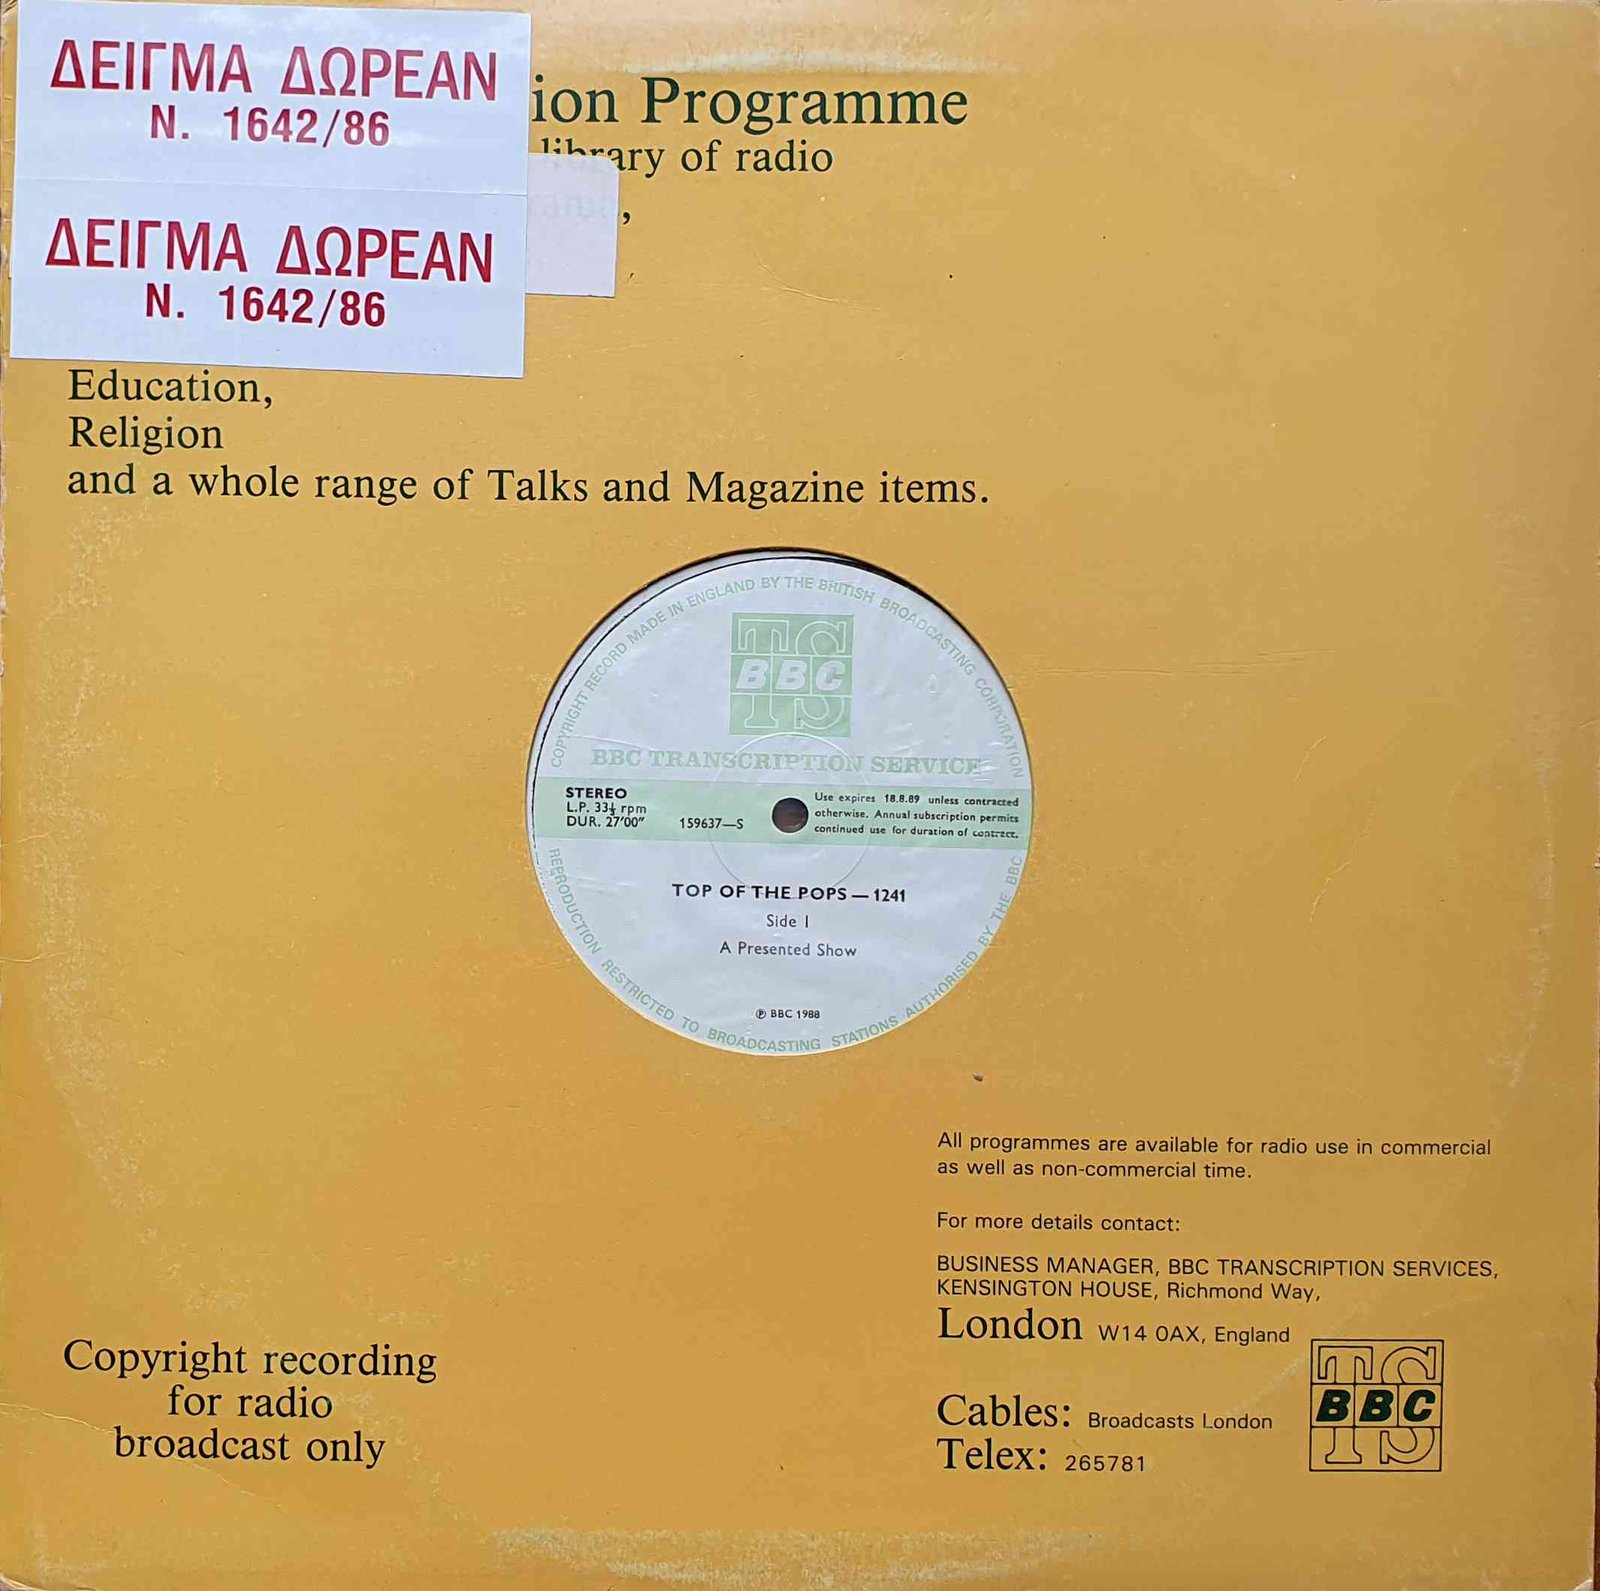 ΔΕΙΓΜΑ ΔΩΡΕΑΝ
Ν. 1642/86
ΔΕΙΓΜΑ ΔΩΡΕΑΝ
Ν. 1642/86
ion Programme
library of radio
,
Education,
Religion
and a whole range of Talks and Magazine items.
COPYRIGHT RECORD MADE IN ENGLAND BY THE BRITISH BROADCASTING CORPORATION
TS
BBC
TS
BBC TRANSCRIPTION SERVICE
STEREO
L.P. 33⅓ rpm
DUR. 27'00"
159637—S
Use expires 18.8.89 unless contracted
otherwise. Annual subscription permits
continued use for duration of contract.
TOP OF THE POPS — 1241
Side 1
A Presented Show
℗ BBC 1988
REPRODUCTION RESTRICTED TO BROADCASTING STATIONS AUTHORISED BY THE BBC
All programmes are available for radio use in commercial
as well as non-commercial time.
For more details contact:
BUSINESS MANAGER, BBC TRANSCRIPTION SERVICES,
KENSINGTON HOUSE, Richmond Way,
London W14 0AX, England
Cables: Broadcasts London
Telex: 265781
TS
BBC
TS
Copyright recording
for radio
broadcast only